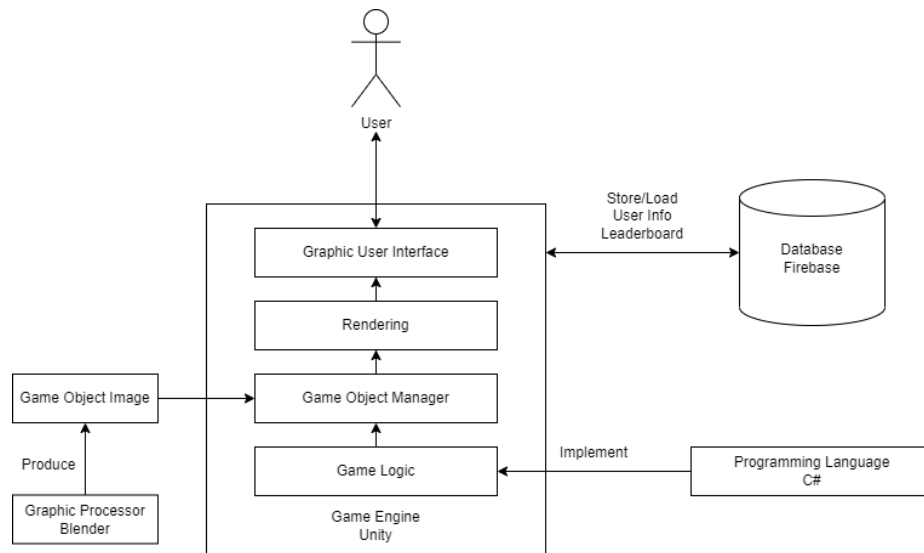 User
Store/Load
User Info
Leaderboard
Database
Firebase
Graphic User Interface
Rendering
Game Object Image
Game Object Manager
Produce
Game Logic
Implement
Programming Language
C#
Graphic Processor
Blender
Game Engine
Unity